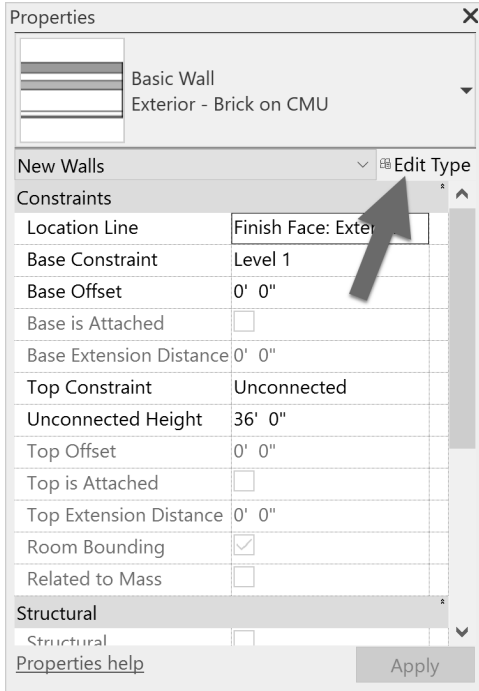 Properties
Basic Wall
Exterior - Brick on CMU
New Walls Edit Type
Constraints
Location Line Finish Face: Exter
Base Constraint Level 1
Base Offset 0' 0"
Base is Attached
Base Extension Distance 0' 0"
Top Constraint Unconnected
Unconnected Height 36' 0"
Top Offset 0' 0"
Top is Attached
Top Extension Distance 0' 0"
Room Bounding
Related to Mass
Structural
Structural
Properties help Apply